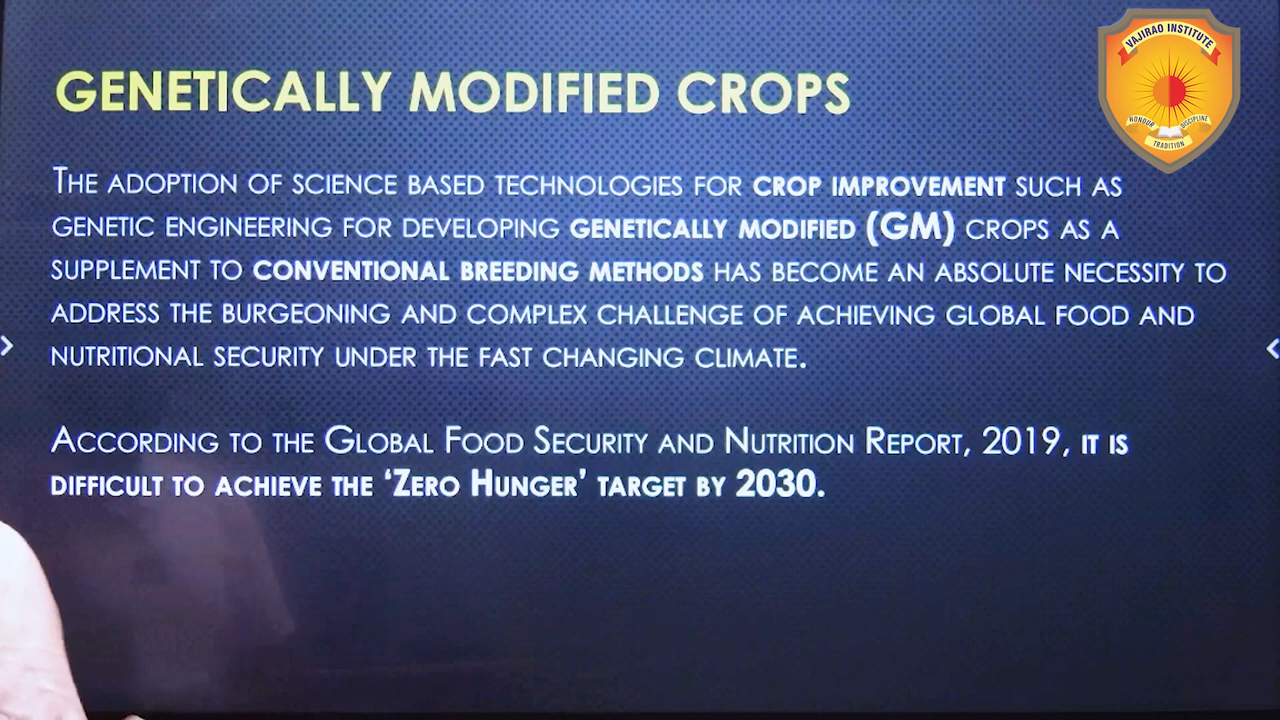 GENETICALLY MODIFIED CROPS
VAJIRAO INSTITUTE
HONOUR
DISCIPLINE
TRADITION
THE ADOPTION OF SCIENCE BASED TECHNOLOGIES FOR CROP IMPROVEMENT SUCH AS
GENETIC ENGINEERING FOR DEVELOPING GENETICALLY MODIFIED (GM) CROPS AS A
SUPPLEMENT TO CONVENTIONAL BREEDING METHODS HAS BECOME AN ABSOLUTE NECESSITY TO
ADDRESS THE BURGEONING AND COMPLEX CHALLENGE OF ACHIEVING GLOBAL FOOD AND
NUTRITIONAL SECURITY UNDER THE FAST CHANGING CLIMATE.
ACCORDING TO THE GLOBAL FOOD SECURITY AND NUTRITION REPORT, 2019, IT IS
DIFFICULT TO ACHIEVE THE ‘ZERO HUNGER’ TARGET BY 2030.